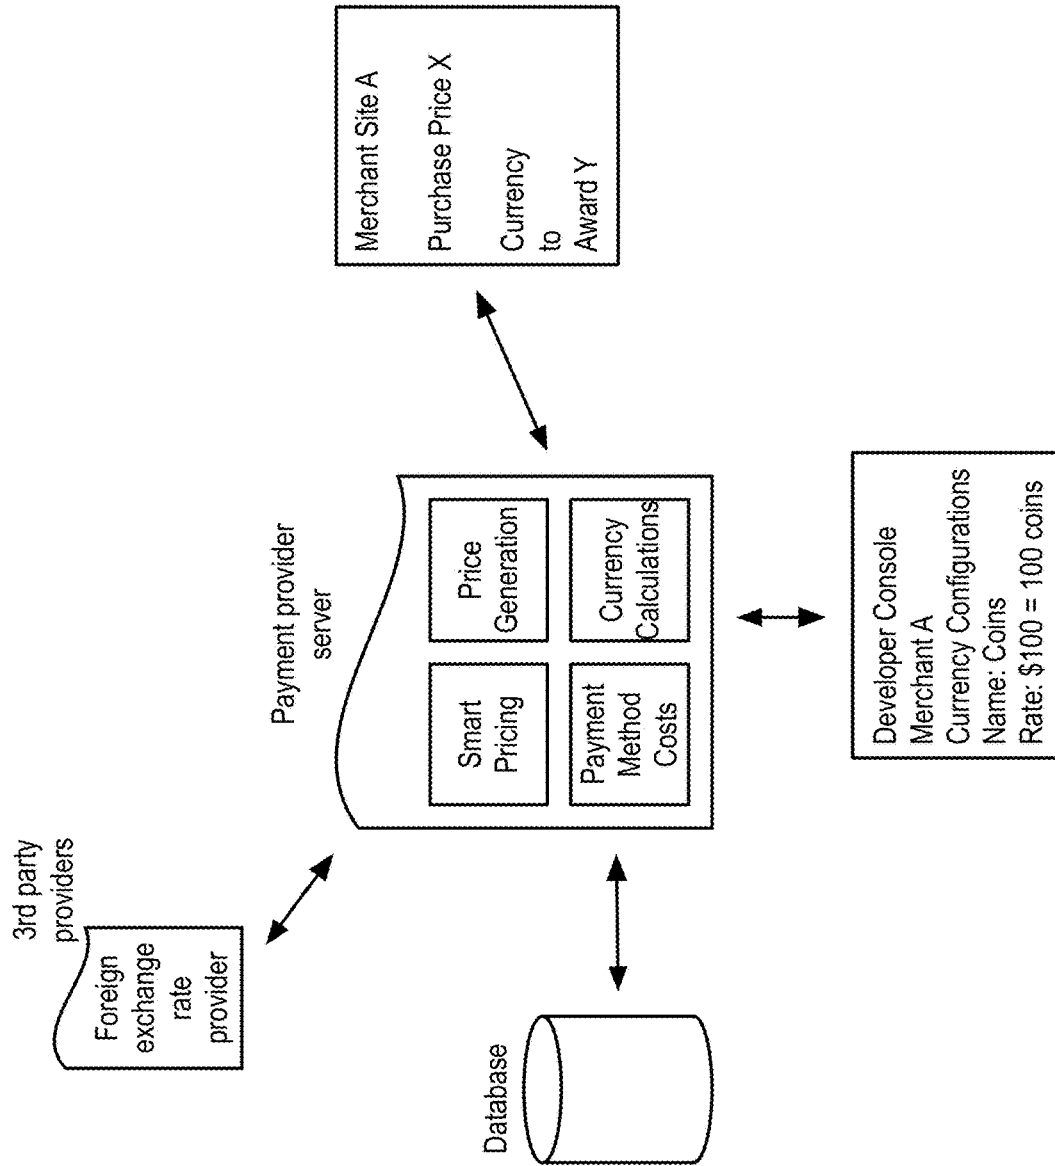 3rd party
providers
Foreign
exchange
rate
provider
Database
Payment provider
server
Smart
Pricing
Price
Generation
Payment
Method
Costs
Currency
Calculations
Merchant Site A
Purchase Price X
Currency
to
Award Y
Developer Console
Merchant A
Currency Configurations
Name: Coins
Rate: $100 = 100 coins